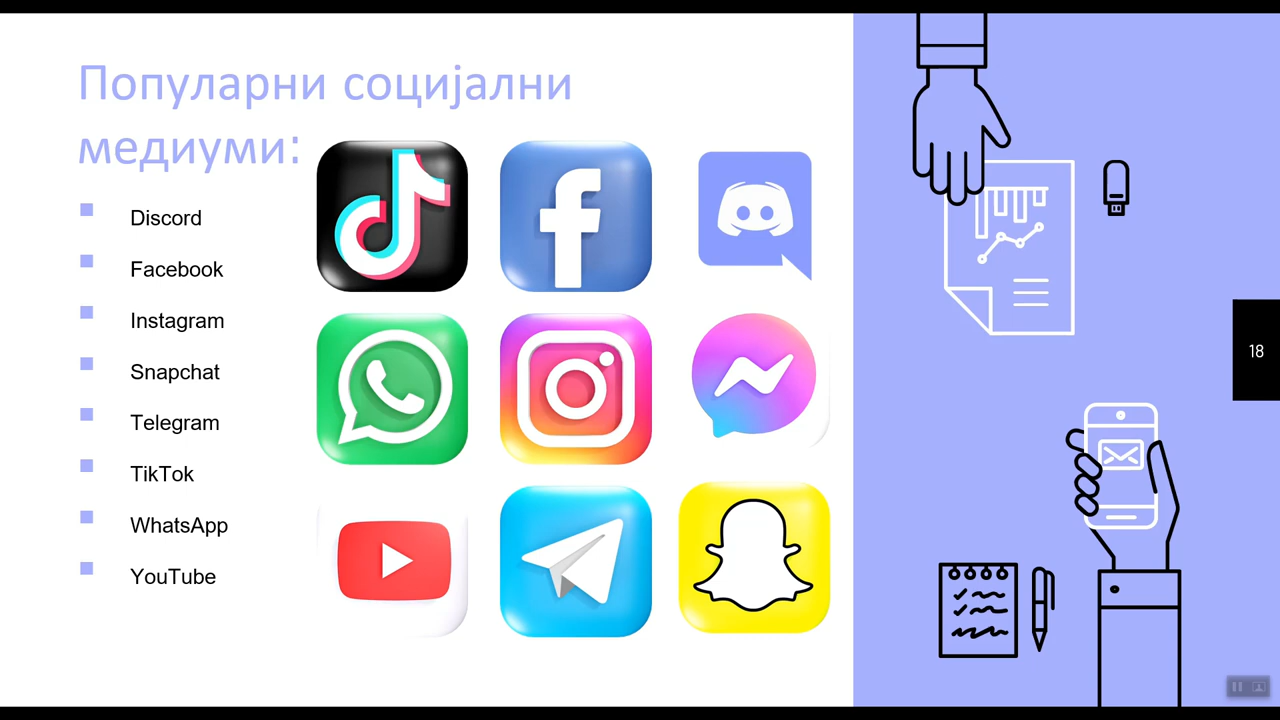 Популарни социјални
медиуми:
Discord
Facebook
Instagram
Snapchat
Telegram
TikTok
WhatsApp
YouTube
18